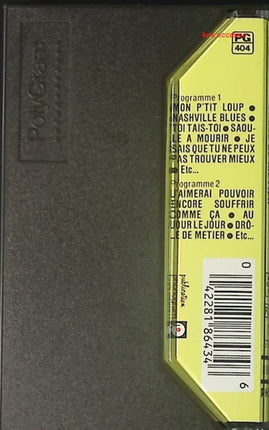 PolyGram
PG
404
Programme 1
MON P'TIT LOUP ●
NASHVILLE BLUES ●
TOI TAIS-TOI ● SAOU-
LE A MOURIR ● JE
SAIS QUE TU NE PEUX
PAS TROUVER MIEUX
● Etc...
Programme 2
J'AIMERAI POUVOIR
ENCORE SOUFFRIR
COMME ÇA ● AU
JOUR LE JOUR ● DRÔ-
LE DE METIER ● Etc...
publication
0 42281 86434 6